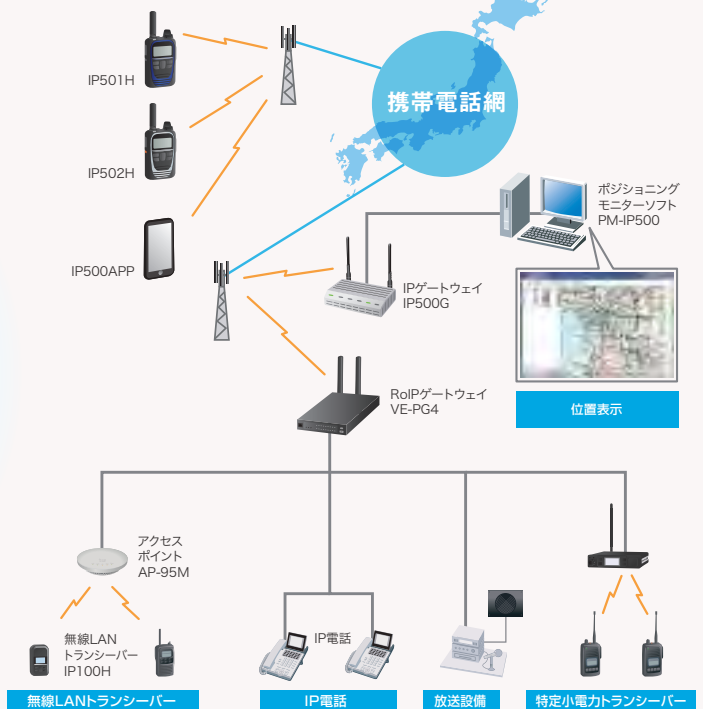 IP501H
携帯電話網
IP502H
ポジショニング
モニターソフト
PM-IP500
IP500APP
IPゲートウェイ
IP500G
RoIPゲートウェイ
VE-PG4
位置表示
アクセス
ポイント
AP-95M
無線LAN
トランシーバー
IP100H
IP電話
無線LANトランシーバー
IP電話
放送設備
特定小電力トランシーバー